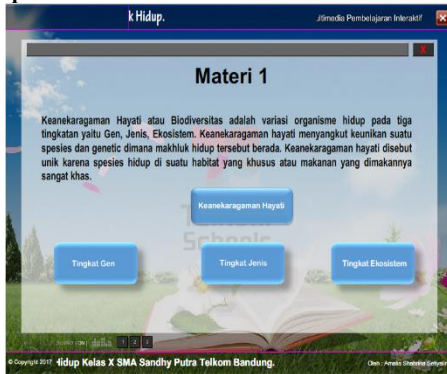 k Hidup.
Jltimedia Pembelajaran Interaktif
X
X
Materi 1
Keanekaragaman Hayati atau Biodiversitas adalah variasi organisme hidup pada tiga
tingkatan yaitu Gen, Jenis, Ekosistem. Keanekaragaman hayati menyangkut keunikan suatu
spesies dan genetic dimana makhluk hidup tersebut berada. Keanekaragaman hayati disebut
unik karena spesies hidup di suatu habitat yang khusus atau makanan yang dimakannya
sangat khas.
Keanekaragaman Hayati
Schools
Tingkat Gen
Tingkat Jenis
Tingkat Ekosistem
1 2 3
© Copyright 2017
Hidup Kelas X SMA Sandhy Putra Telkom Bandung.
Oleh : Amelia